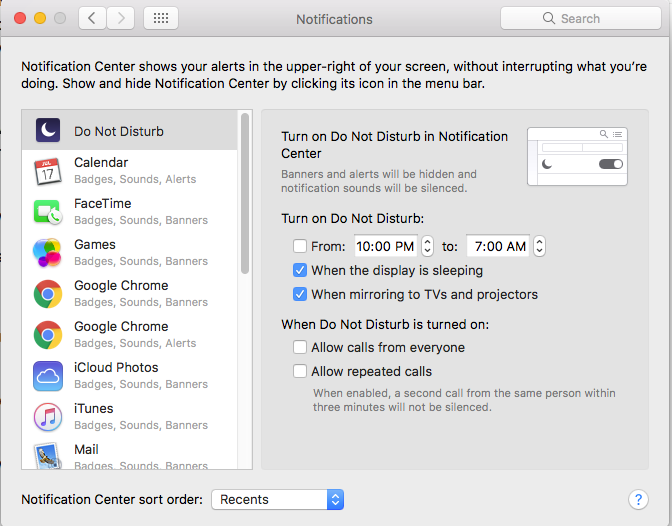 Notifications
Search
Notification Center shows your alerts in the upper-right of your screen, without interrupting what you're
doing. Show and hide Notification Center by clicking its icon in the menu bar.
Do Not Disturb
Calendar
JUL
17
Badges, Sounds, Alerts
FaceTime
Badges, Sounds, Banners
Games
Badges, Sounds, Banners
Google Chrome
Badges, Sounds, Banners
Google Chrome
Badges, Sounds, Alerts
iCloud Photos
Badges, Sounds, Banners
iTunes
Badges, Sounds, Banners
Mail
Badges, Sounds, Banners
Turn on Do Not Disturb in Notification
Center
Banners and alerts will be hidden and
notification sounds will be silenced.
Turn on Do Not Disturb:
From: 10:00 PM to: 7:00 AM
When the display is sleeping
When mirroring to TVs and projectors
When Do Not Disturb is turned on:
Allow calls from everyone
Allow repeated calls
When enabled, a second call from the same person within
three minutes will not be silenced.
Notification Center sort order: Recents
?